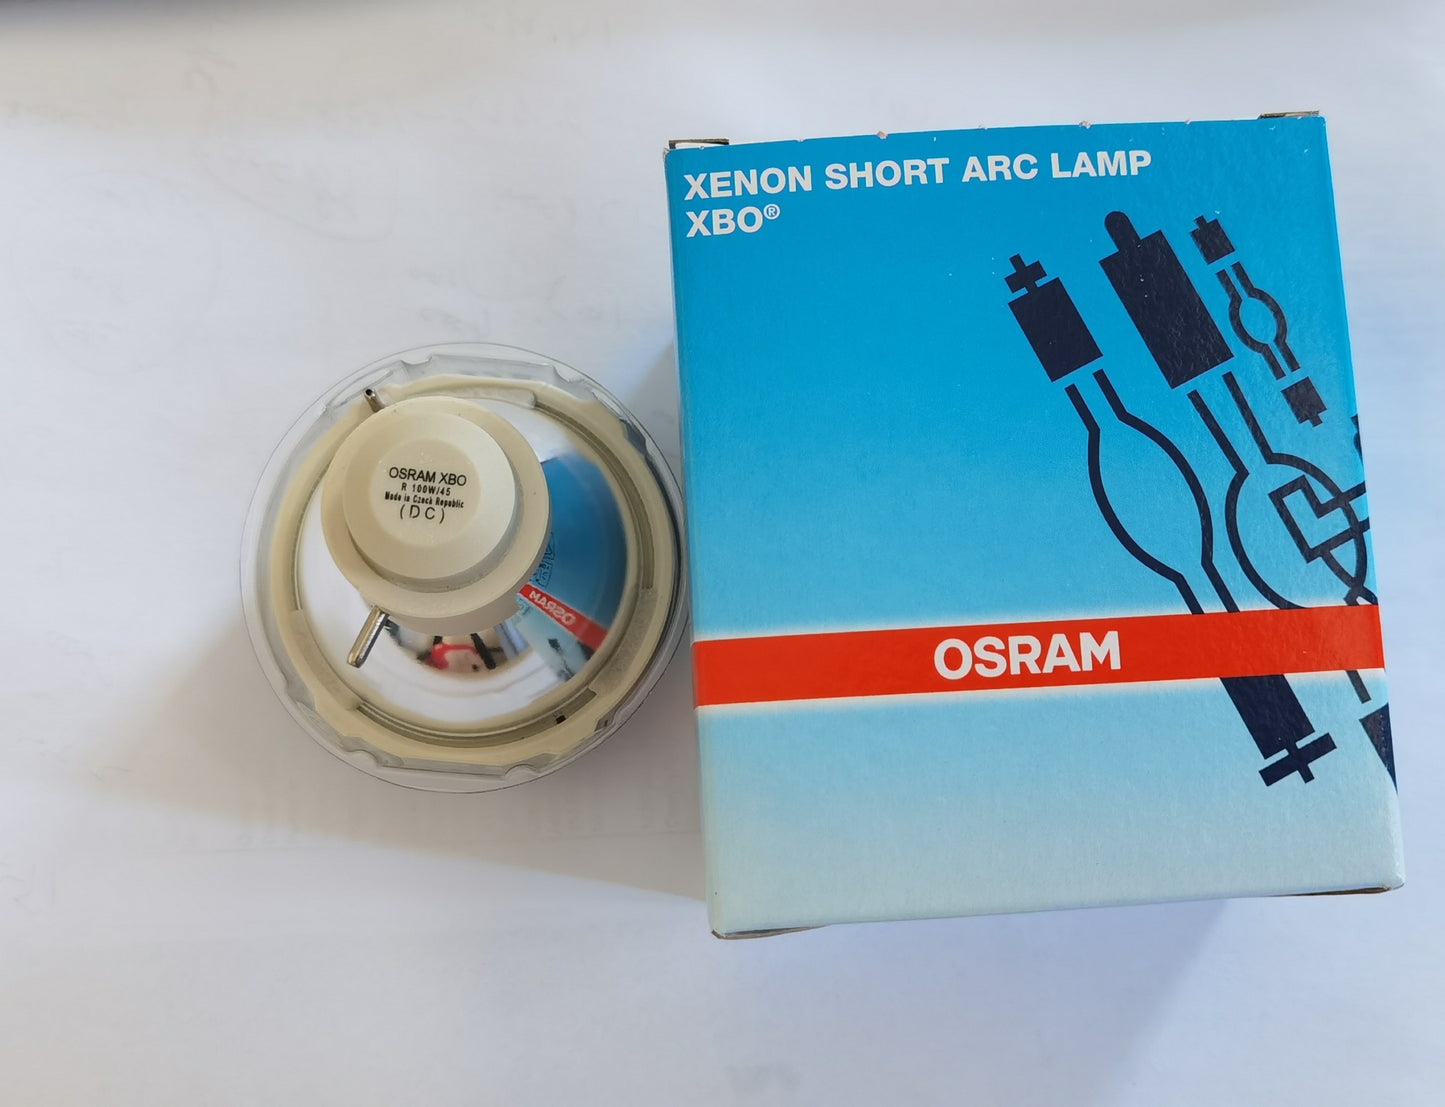 XENON SHORT ARC LAMP
XBO®
OSRAM
OSRAM XBO
R 100W/45
Made in Czech Republic
(DC)
OSRAM